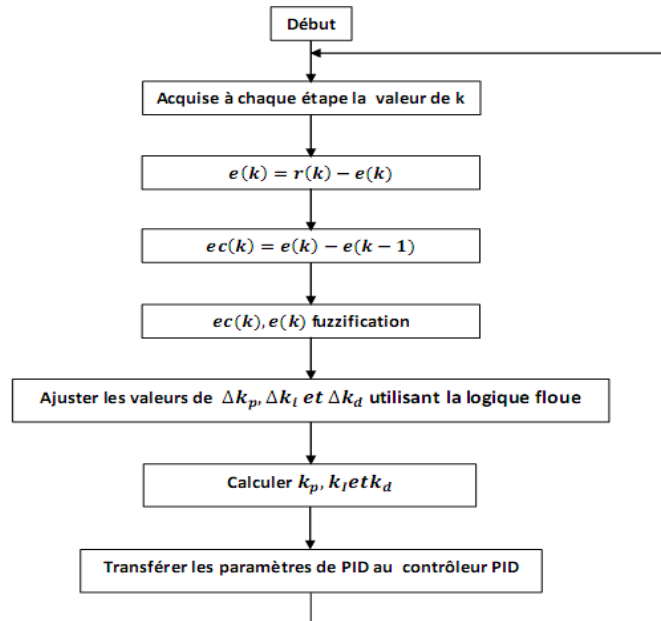 Début
Acquise à chaque étape la valeur de k
e(k) = r(k) − e(k)
ec(k) = e(k) − e(k − 1)
ec(k), e(k) fuzzification
Ajuster les valeurs de Δk_p, Δk_i et Δk_d utilisant la logique floue
Calculer k_p, k_I et k_d
Transférer les paramètres de PID au contrôleur PID